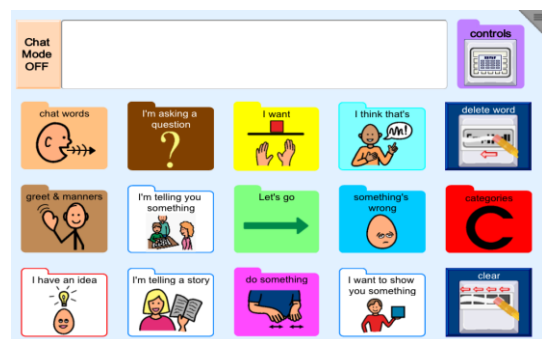 Chat
Mode
OFF
controls
chat words
I'm asking a
question
?
I want
I think that's
delete word
greet & manners
I'm telling you
something
Let's go
something's
wrong
categories
C
I have an idea
I'm telling a story
do something
I want to show
you something
clear